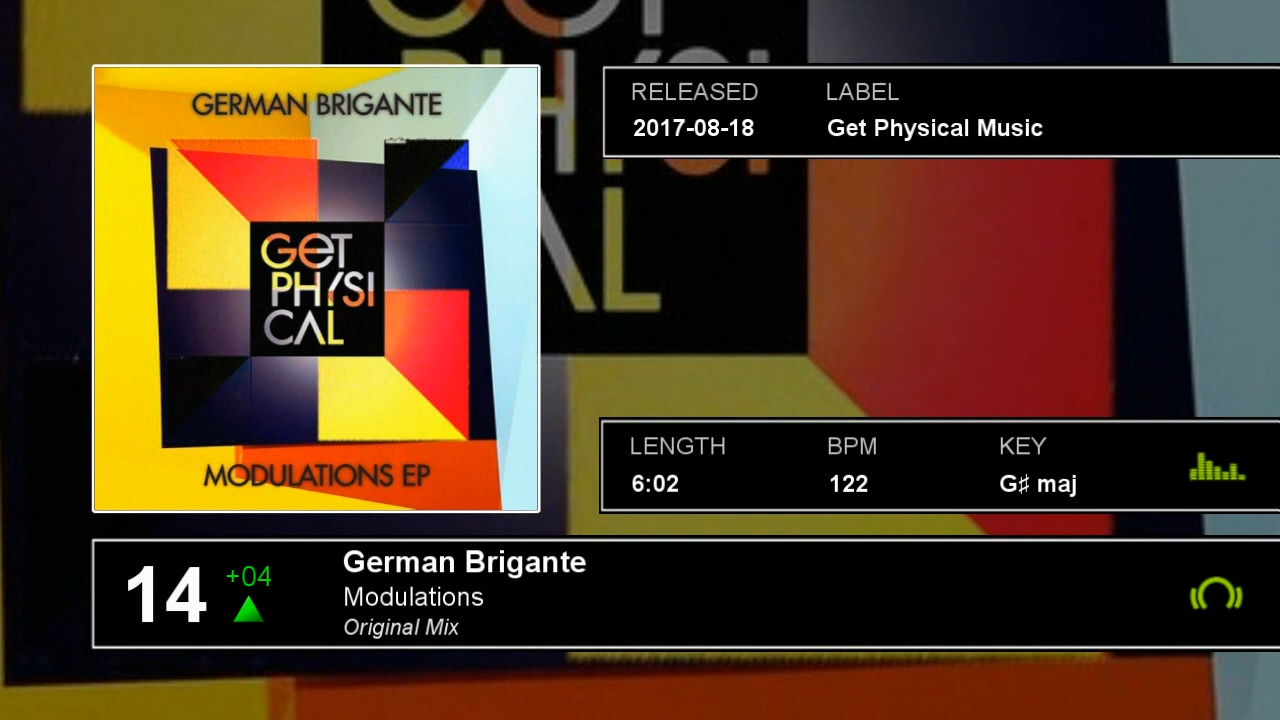 GERMAN BRIGANTE
GET
PHYSI
CAL
MODULATIONS EP
RELEASED LABEL
2017-08-18 Get Physical Music
LENGTH BPM KEY
6:02 122 G♯ maj
14 +04
German Brigante
Modulations
Original Mix